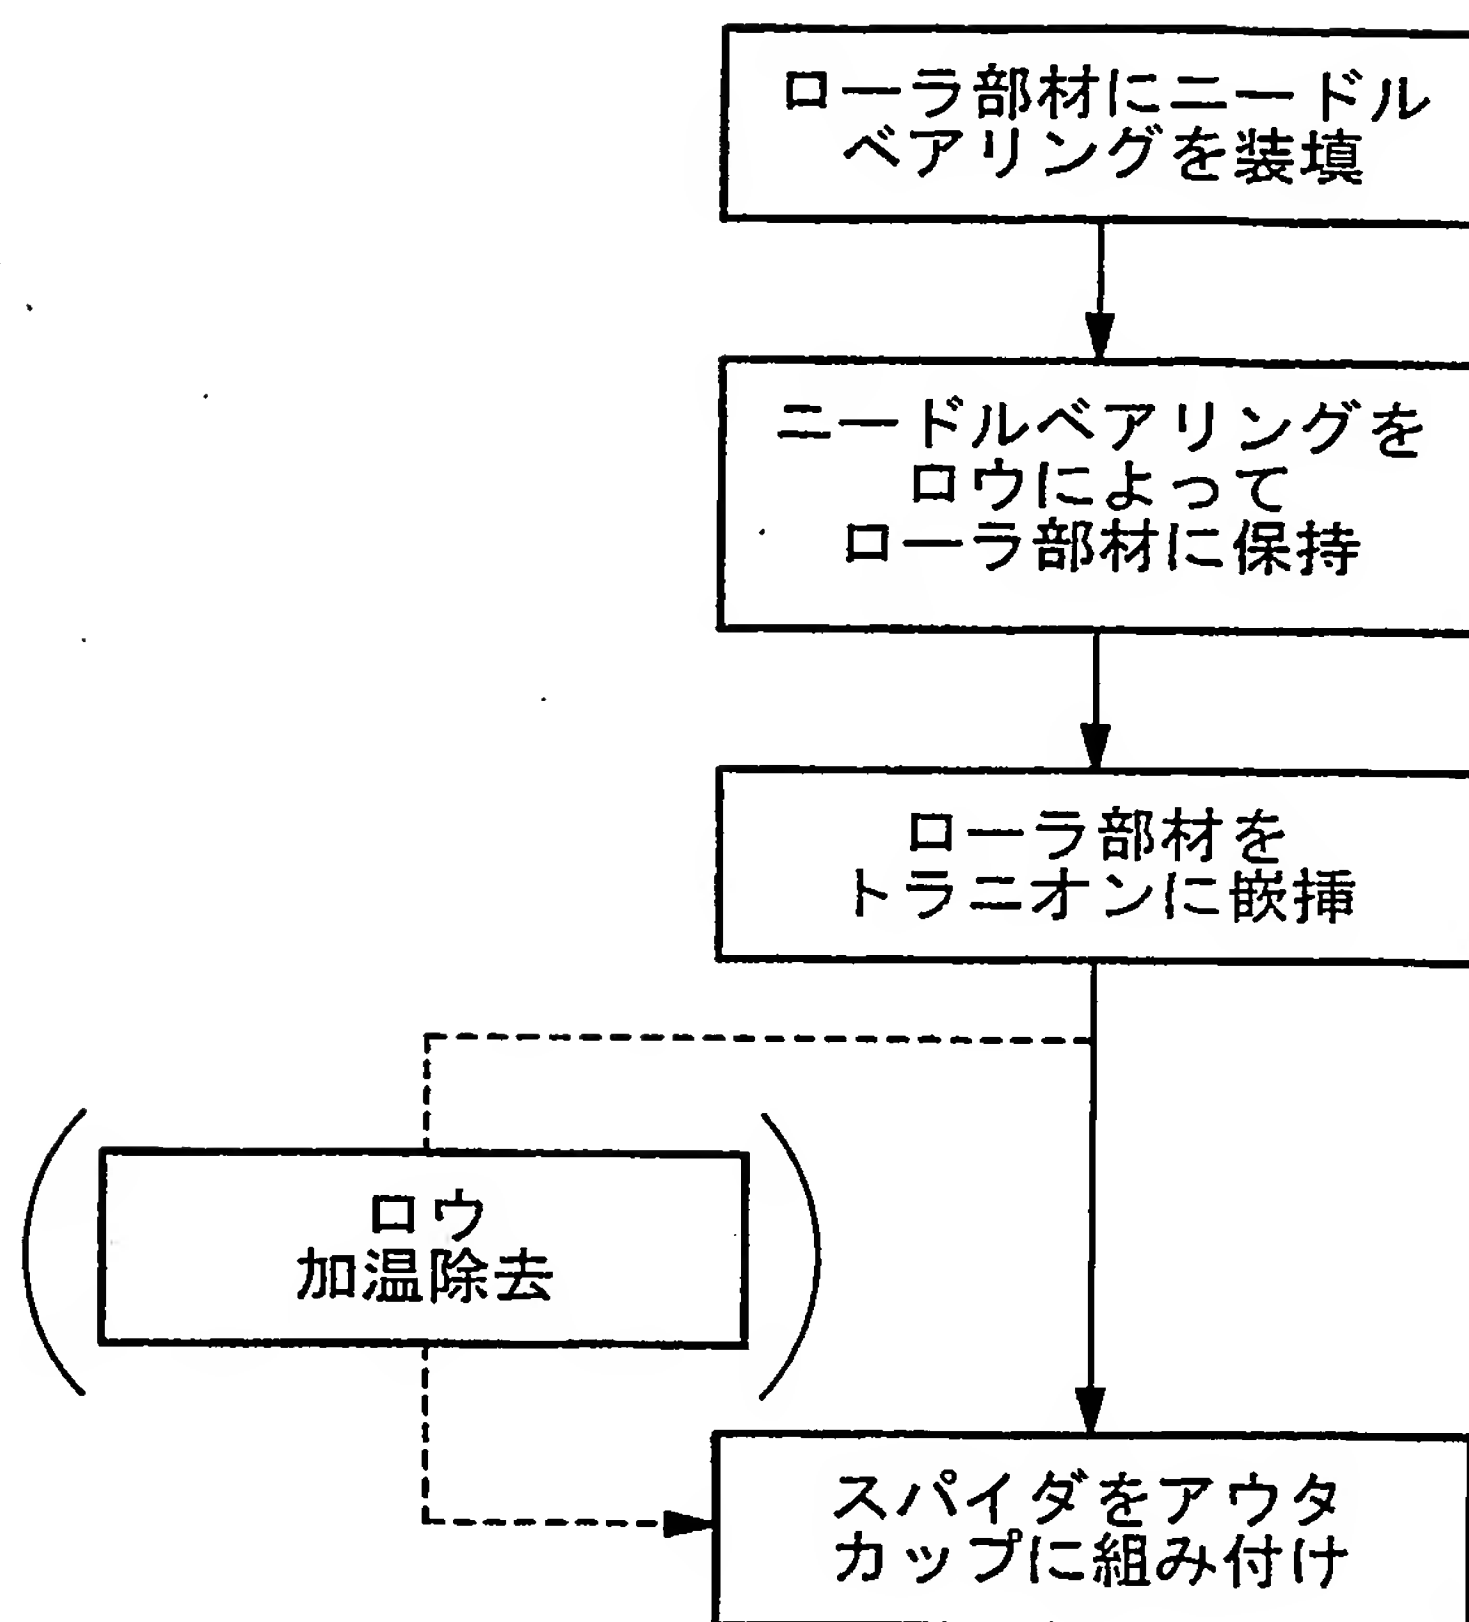 ローラ部材にニードル
ベアリングを装填
ニードルベアリングを
ロウによって
ローラ部材に保持
ローラ部材を
トラニオンに嵌挿
ロウ
加温除去
スパイダをアウタ
カップに組み付け